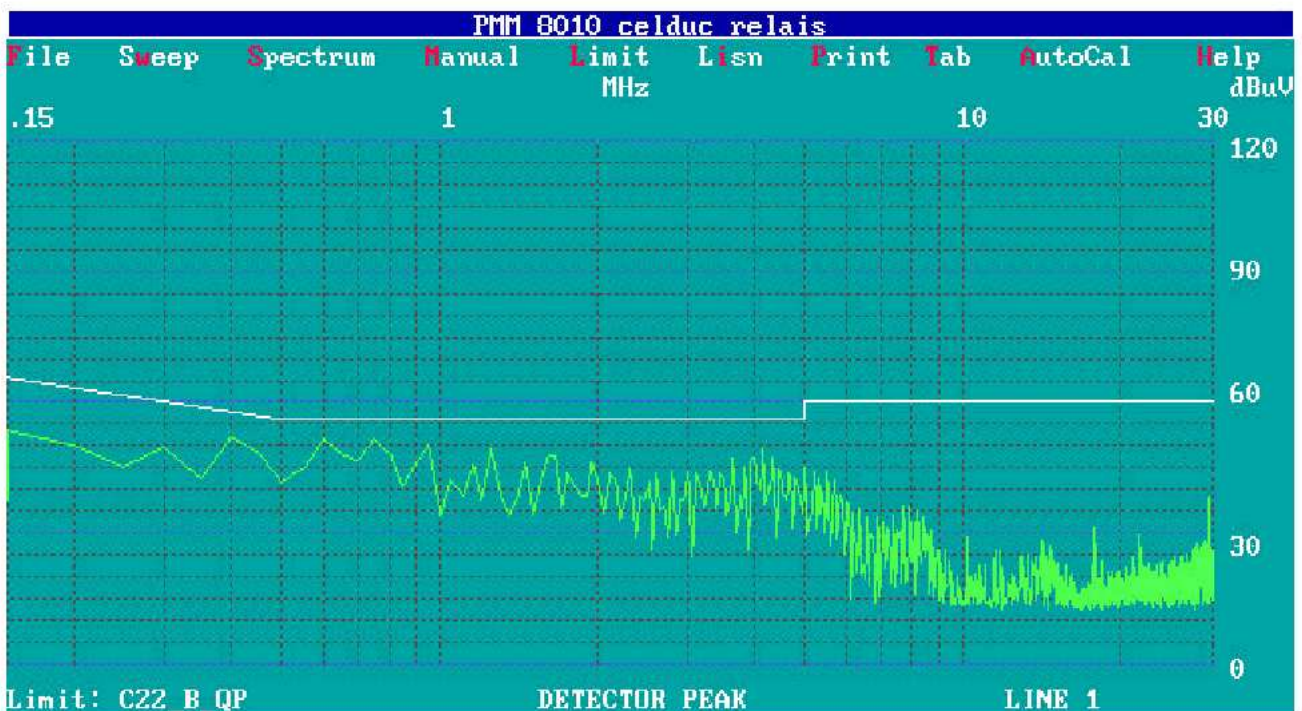 PMM 8010 celduc relais
File Sweep Spectrum Manual Limit Lisn Print Tab AutoCal Help
MHz dBuV
.15 1 10 30
120
90
60
30
0
Limit: C22 B QP DETECTOR PEAK LINE 1